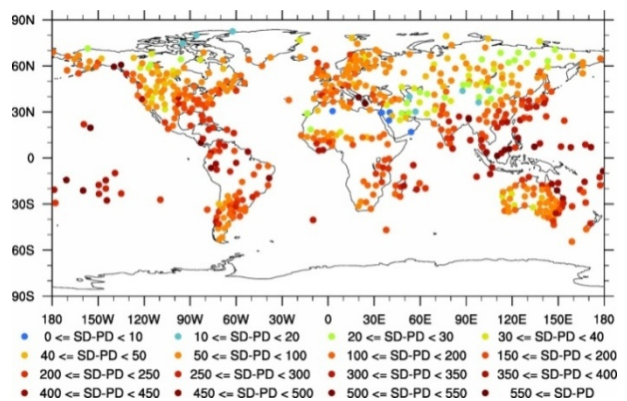 90N
60N
30N
0
30S
60S
90S
180 150W 120W 90W 60W 30W 0 30E 60E 90E 120E 150E 180
0 <= SD-PD < 10 10 <= SD-PD < 20 20 <= SD-PD < 30 30 <= SD-PD < 40
40 <= SD-PD < 50 50 <= SD-PD < 100 100 <= SD-PD < 200 150 <= SD-PD < 200
200 <= SD-PD < 250 250 <= SD-PD < 300 300 <= SD-PD < 350 350 <= SD-PD < 400
400 <= SD-PD < 450 450 <= SD-PD < 500 500 <= SD-PD < 550 550 <= SD-PD